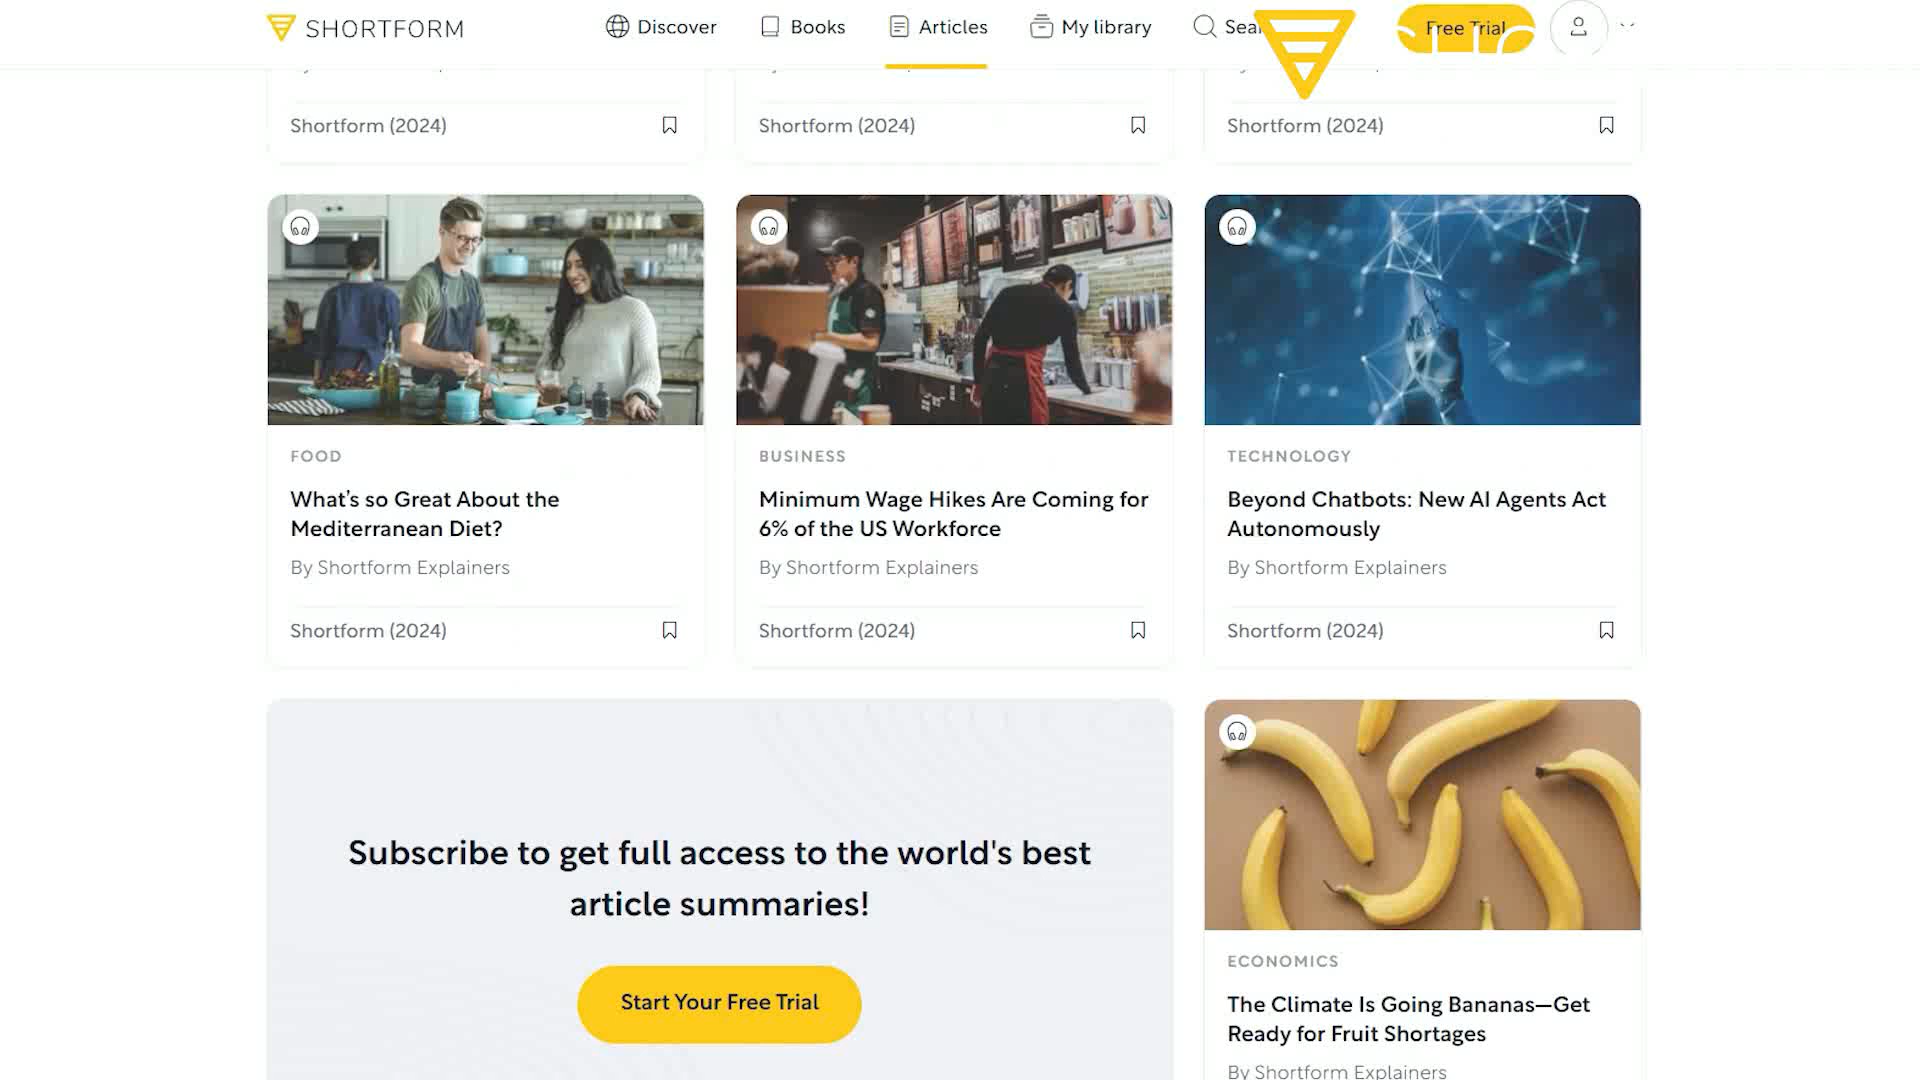 SHORTFORM
Discover
Books
Articles
My library
Free Trial
Shortform (2024)
Shortform (2024)
Shortform (2024)
FOOD
What's so Great About the
Mediterranean Diet?
By Shortform Explainers
Shortform (2024)
BUSINESS
Minimum Wage Hikes Are Coming for
6% of the US Workforce
By Shortform Explainers
Shortform (2024)
TECHNOLOGY
Beyond Chatbots: New AI Agents Act
Autonomously
By Shortform Explainers
Shortform (2024)
Subscribe to get full access to the world's best
article summaries!
Start Your Free Trial
ECONOMICS
The Climate Is Going Bananas—Get
Ready for Fruit Shortages
By Shortform Explainers